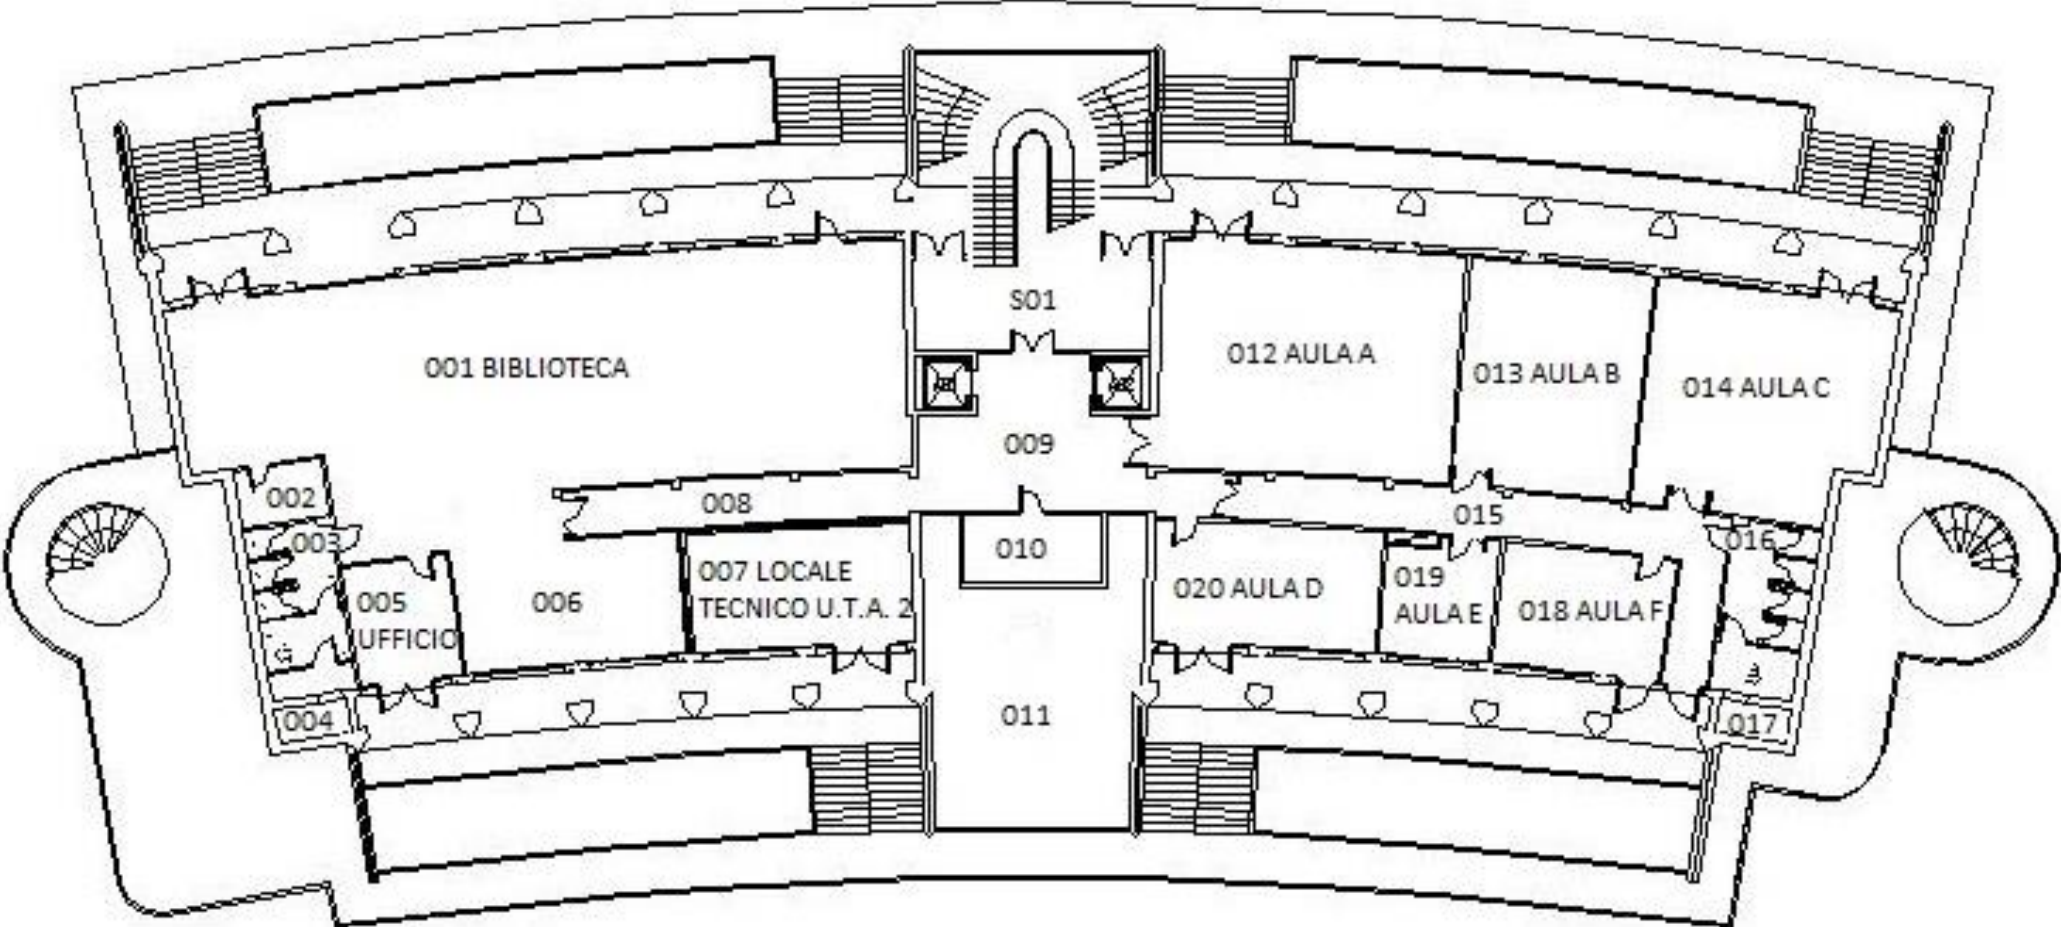 S01
001 BIBLIOTECA
012 AULA A
013 AULA B
014 AULA C
009
002
008
015
003
010
016
005
UFFICIO
006
007 LOCALE
TECNICO U.T.A. 2
020 AULA D
019
AULA E
018 AULA F
004
011
017